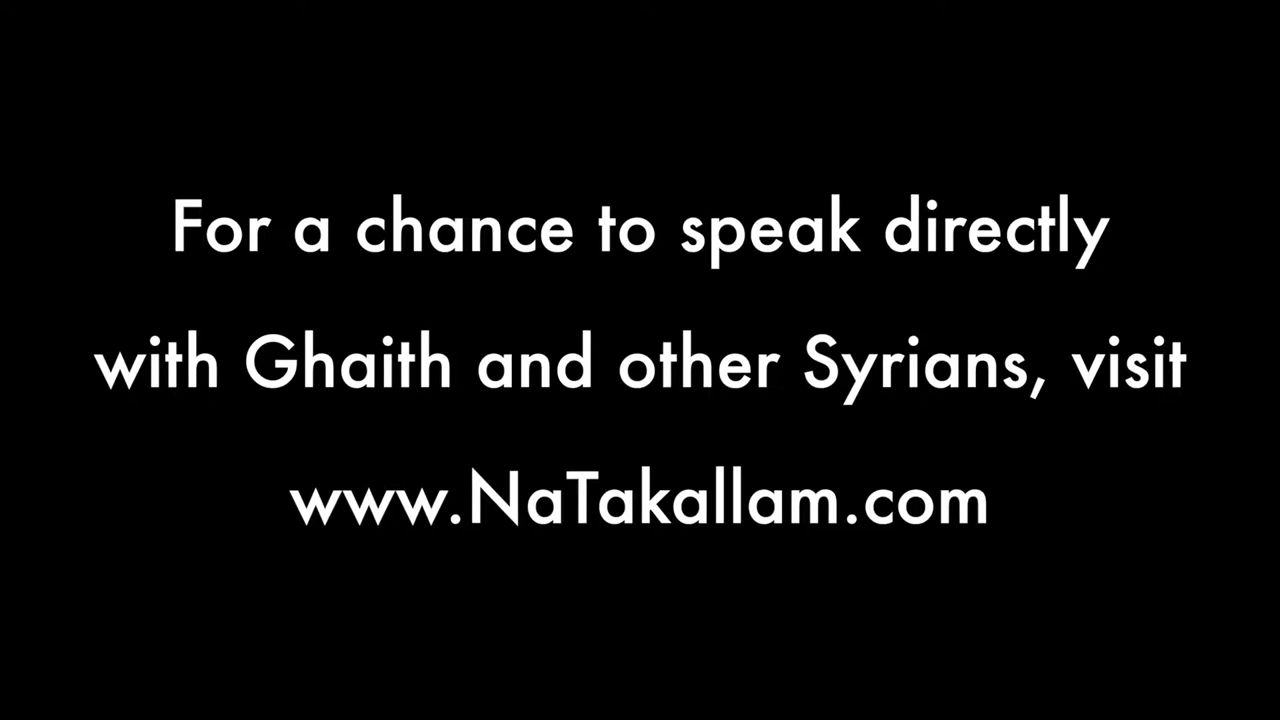 For a chance to speak directly
with Ghaith and other Syrians, visit
www.NaTakallam.com